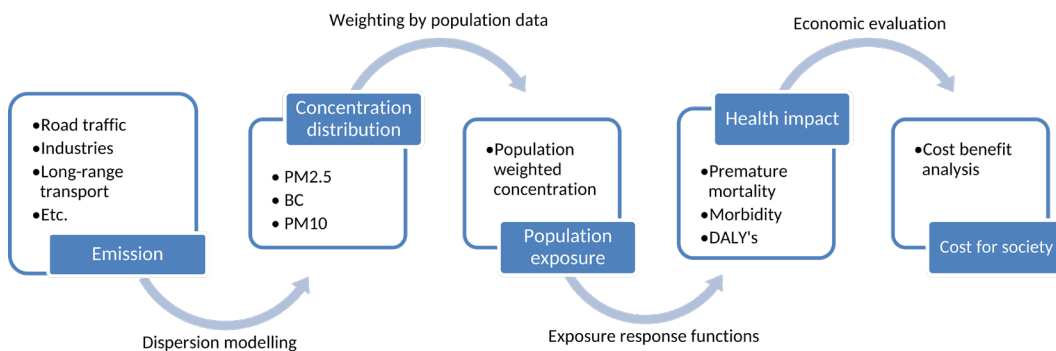 Weighting by population data
Economic evaluation
•Road traffic
•Industries
•Long-range
transport
•Etc.
Emission
Dispersion modelling
Concentration
distribution
• PM2.5
• BC
• PM10
•Population
weighted
concentration
Population
exposure
Exposure response functions
Health impact
•Premature
mortality
•Morbidity
•DALY's
•Cost benefit
analysis
Cost for society